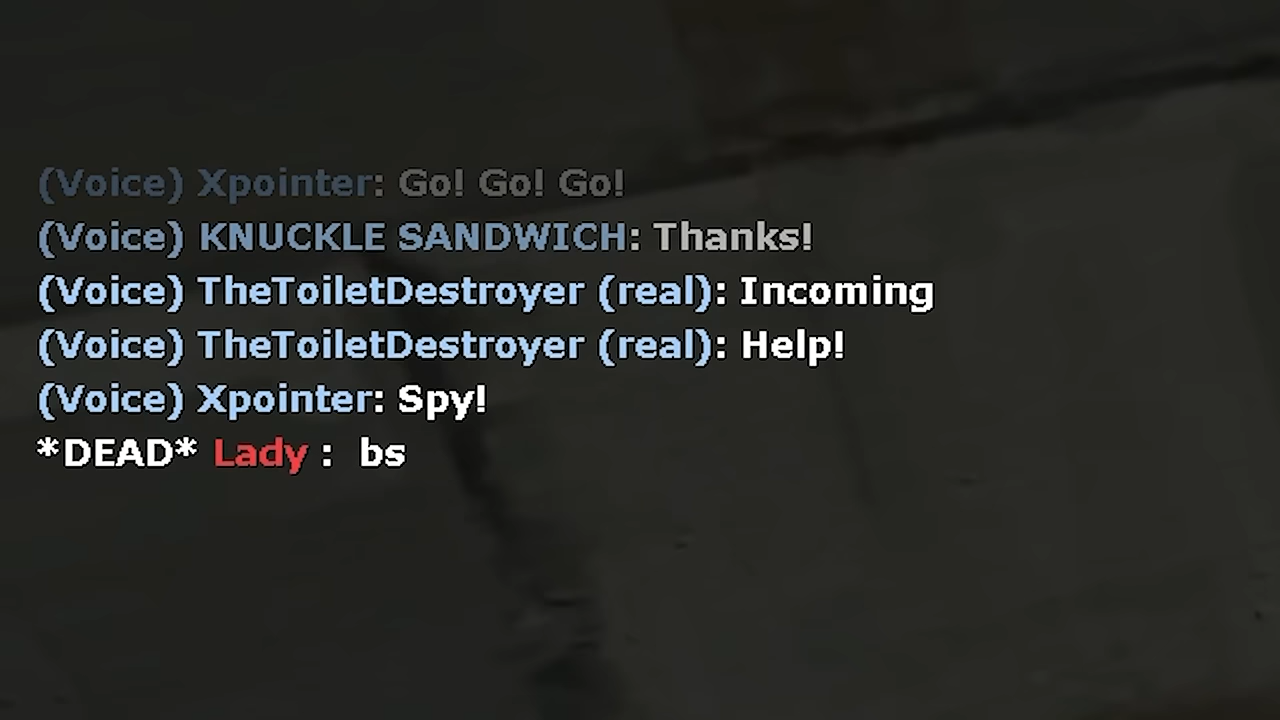 (Voice) Xpointer: Go! Go! Go!
(Voice) KNUCKLE SANDWICH: Thanks!
(Voice) TheToiletDestroyer (real): Incoming
(Voice) TheToiletDestroyer (real): Help!
(Voice) Xpointer: Spy!
*DEAD* Lady :  bs